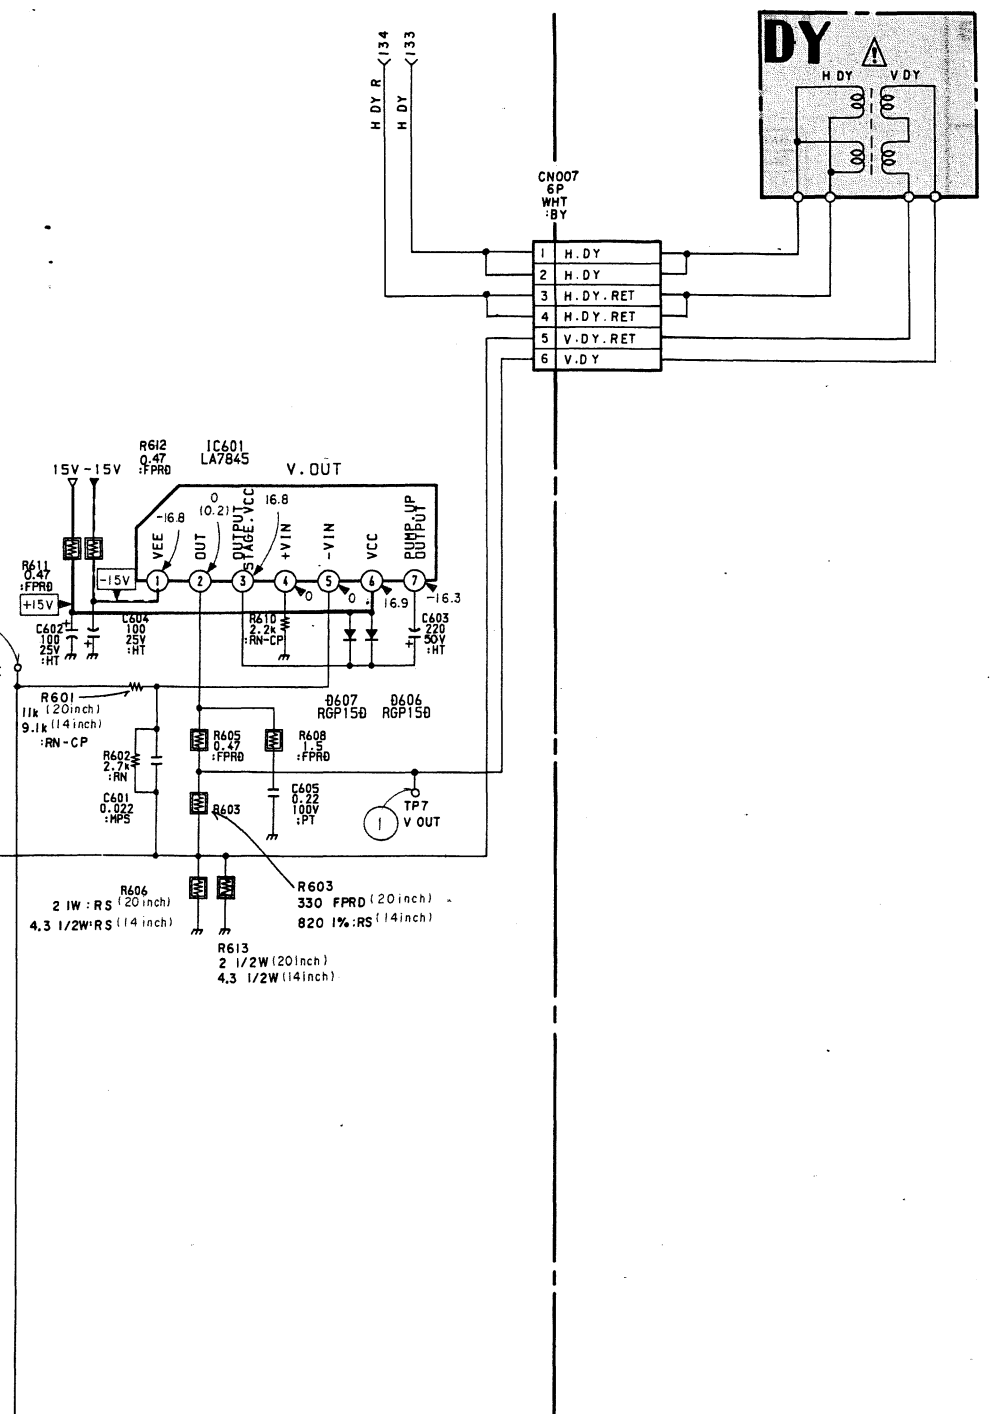 134
133
H DY R
H DY
DY
H DY
V DY
CN007
6P
WHT
:BY
1 H.DY
2 H.DY
3 H.DY.RET
4 H.DY.RET
5 V.DY.RET
6 V.DY
R612
0.47
:FPRD
IC601
LA7845
V.OUT
15V -15V
-16.8
0
(0.2)
16.8
VEE
OUT
OUTPUT
STAGE.VCC
+VIN
-VIN
VCC
PUMP.UP
OUTPUT
1 2 3 4 5 6 7
0
0
16.9
-16.3
R611
0.47
:FPRD
-15V
+15V
C602
100
25V
:HT
C604
100
25V
:HT
R610
2.2k
:RN-CP
C603
220
50V
:HT
R601
11k (20inch)
9.1k (14inch)
:RN-CP
D607
RGP15D
D606
RGP15D
R605
0.47
:FPRD
R608
1.5
:FPRD
R602
2.7k
:RN
C601
0.022
:MPS
R603
C605
0.22
100V
:PT
TP7
V OUT
1
R606
2 1W :RS (20inch)
4.3 1/2W:RS (14inch)
R603
330 FPRD (20inch)
820 1%:RS (14inch)
R613
2 1/2W (20inch)
4.3 1/2W (14inch)